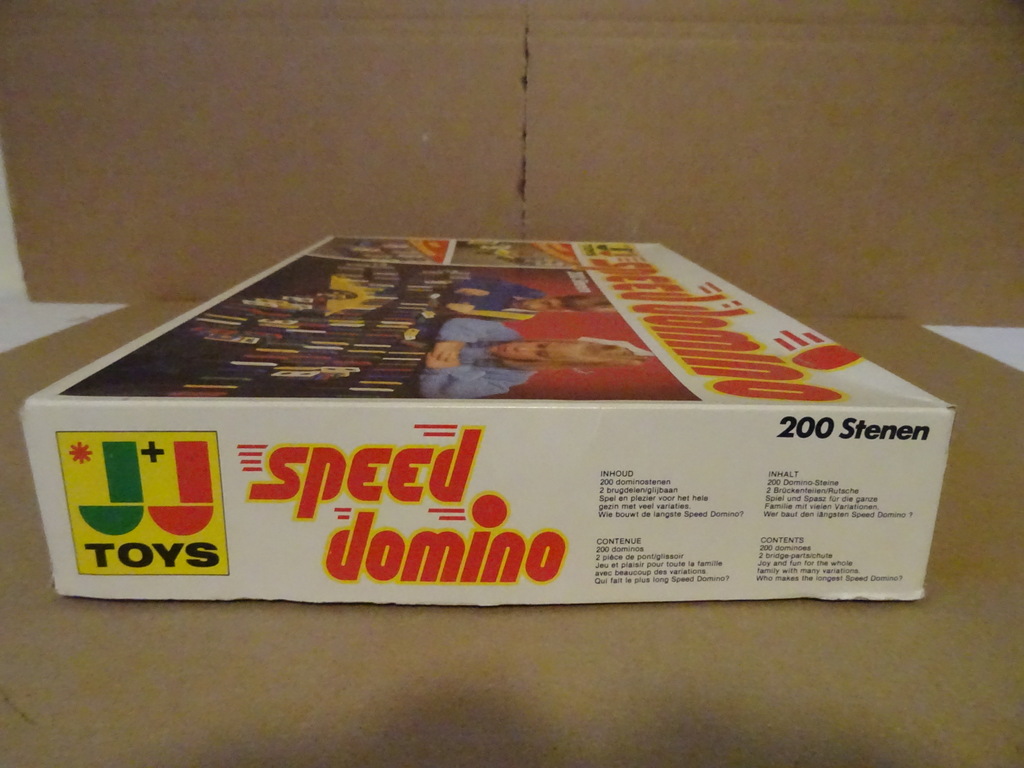 speed domino
J+J
TOYS
speed
domino
200 Stenen
INHOUD
200 dominostenen
2 brugdelen/glijbaan
Spel en plezier voor het hele
gezin met veel variaties.
Wie bouwt de langste Speed Domino?
INHALT
200 Domino-Steine
2 Brückenteilen/Rutsche
Spiel und Spasz für die ganze
Familie mit vielen Variationen.
Wer baut den längsten Speed Domino ?
CONTENUE
200 dominos
2 pièce de pont/glissoir
Jeu et plaisir pour toute la famille
avec beaucoup des variations.
Qui fait le plus long Speed Domino?
CONTENTS
200 dominoes
2 bridge-parts/chute
Joy and fun for the whole
family with many variations.
Who makes the longest Speed Domino?